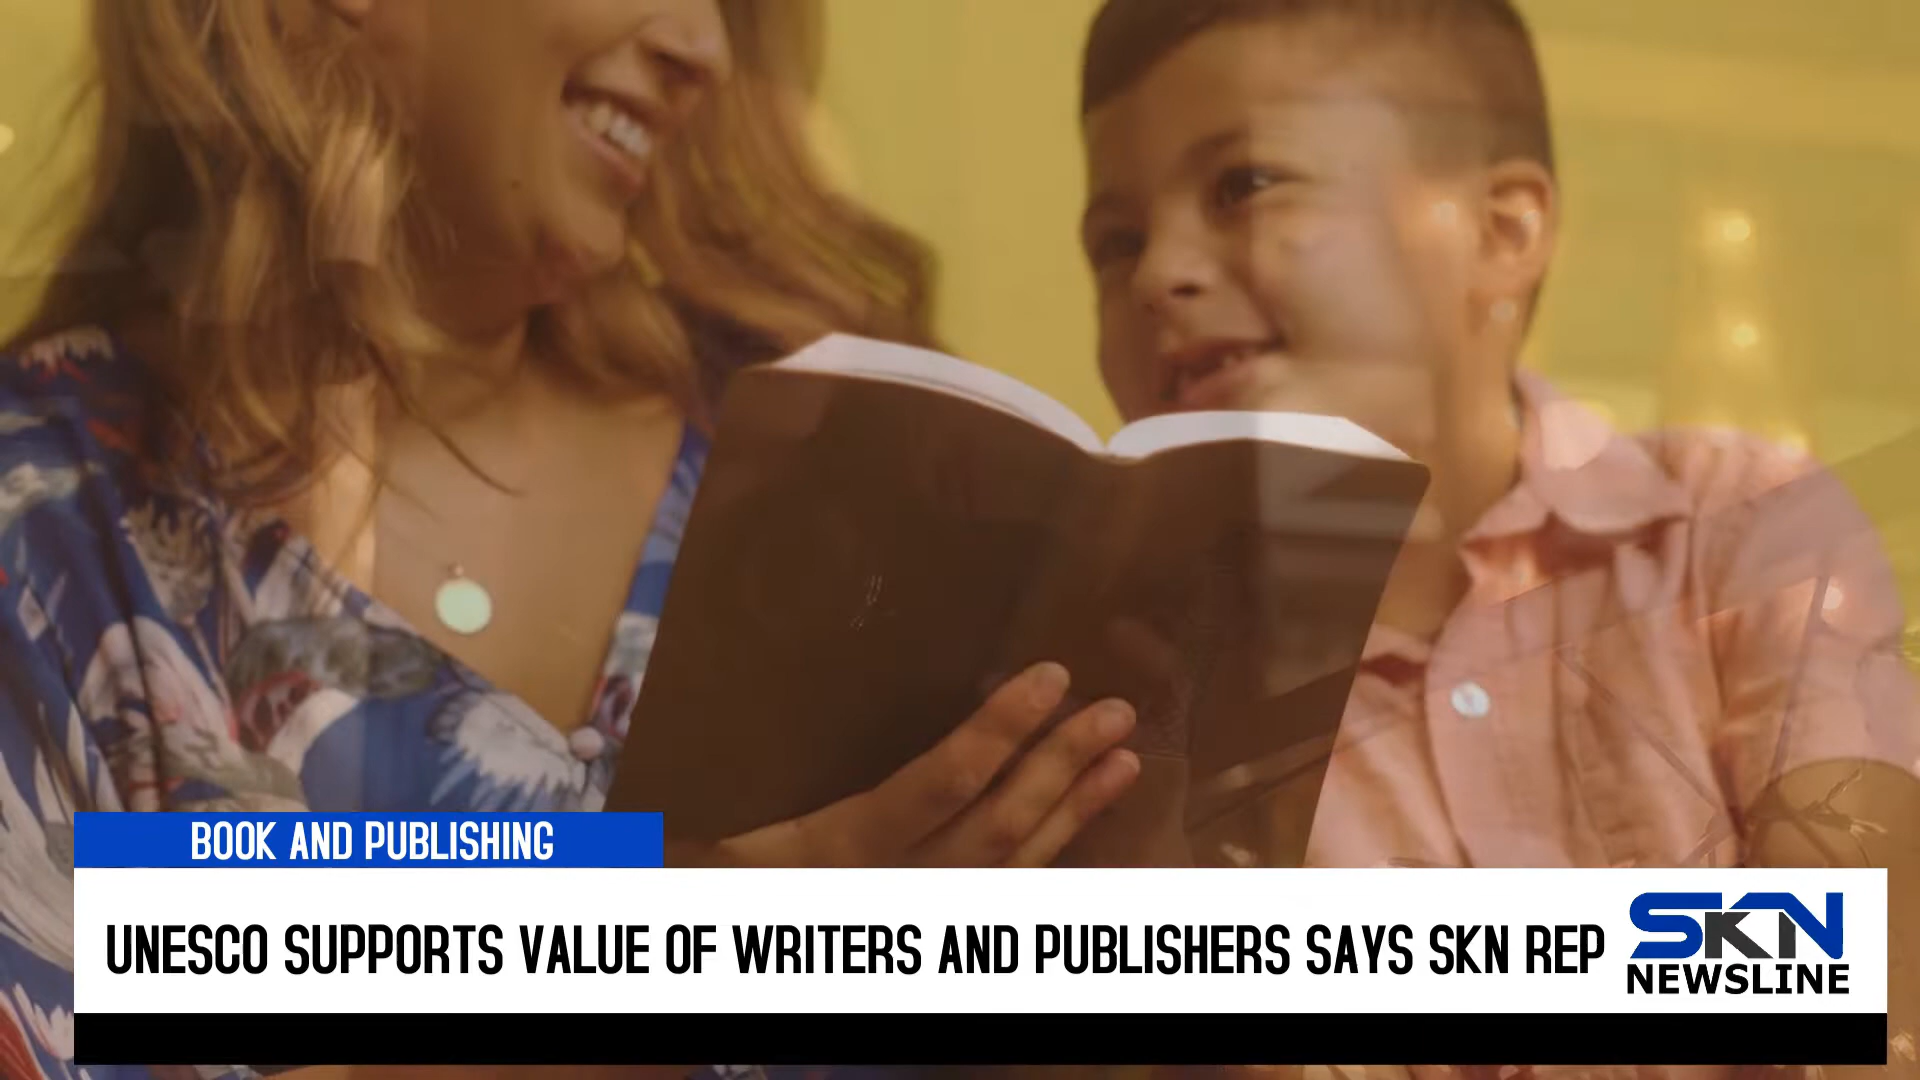 BOOK AND PUBLISHING
UNESCO SUPPORTS VALUE OF WRITERS AND PUBLISHERS SAYS SKN REP
SKN
NEWSLINE